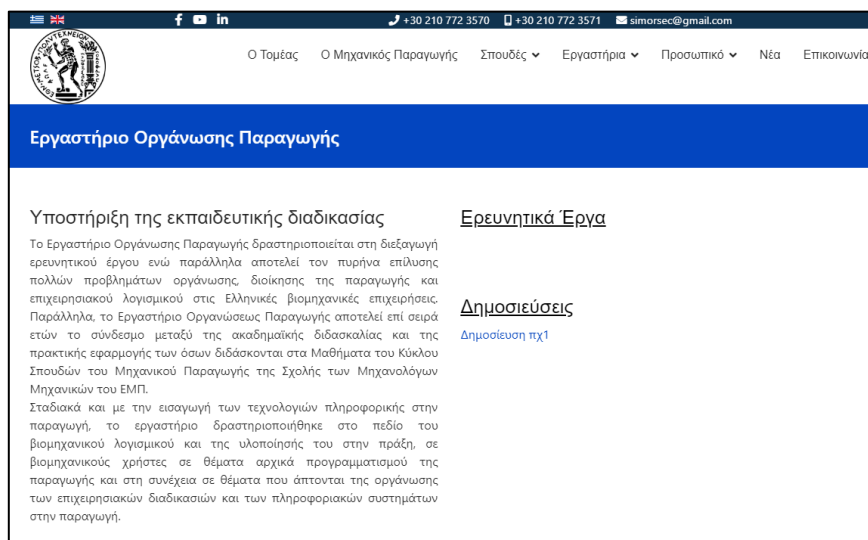 +30 210 772 3570 +30 210 772 3571 simorsec@gmail.com
Ο Τομέας Ο Μηχανικός Παραγωγής Σπουδές Εργαστήρια Προσωπικό Νέα Επικοινωνία
Εργαστήριο Οργάνωσης Παραγωγής
Υποστήριξη της εκπαιδευτικής διαδικασίας
Το Εργαστήριο Οργάνωσης Παραγωγής δραστηριοποιείται στη διεξαγωγή
ερευνητικού έργου ενώ παράλληλα αποτελεί τον πυρήνα επίλυσης
πολλών προβλημάτων οργάνωσης, διοίκησης της παραγωγής και
επιχειρησιακού λογισμικού στις Ελληνικές βιομηχανικές επιχειρήσεις.
Παράλληλα, το Εργαστήριο Οργανώσεως Παραγωγής αποτελεί επί σειρά
ετών το σύνδεσμο μεταξύ της ακαδημαϊκής διδασκαλίας και της
πρακτικής εφαρμογής των όσων διδάσκονται στα Μαθήματα του Κύκλου
Σπουδών του Μηχανικού Παραγωγής της Σχολής των Μηχανολόγων
Μηχανικών του ΕΜΠ.
Σταδιακά και με την εισαγωγή των τεχνολογιών πληροφορικής στην
παραγωγή, το εργαστήριο δραστηριοποιήθηκε στο πεδίο του
βιομηχανικού λογισμικού και της υλοποίησής του στην πράξη, σε
βιομηχανικούς χρήστες σε θέματα αρχικά προγραμματισμού της
παραγωγής και στη συνέχεια σε θέματα που άπτονται της οργάνωσης
των επιχειρησιακών διαδικασιών και των πληροφοριακών συστημάτων
στην παραγωγή.
Ερευνητικά Έργα
Δημοσιεύσεις
Δημοσίευση πχ1